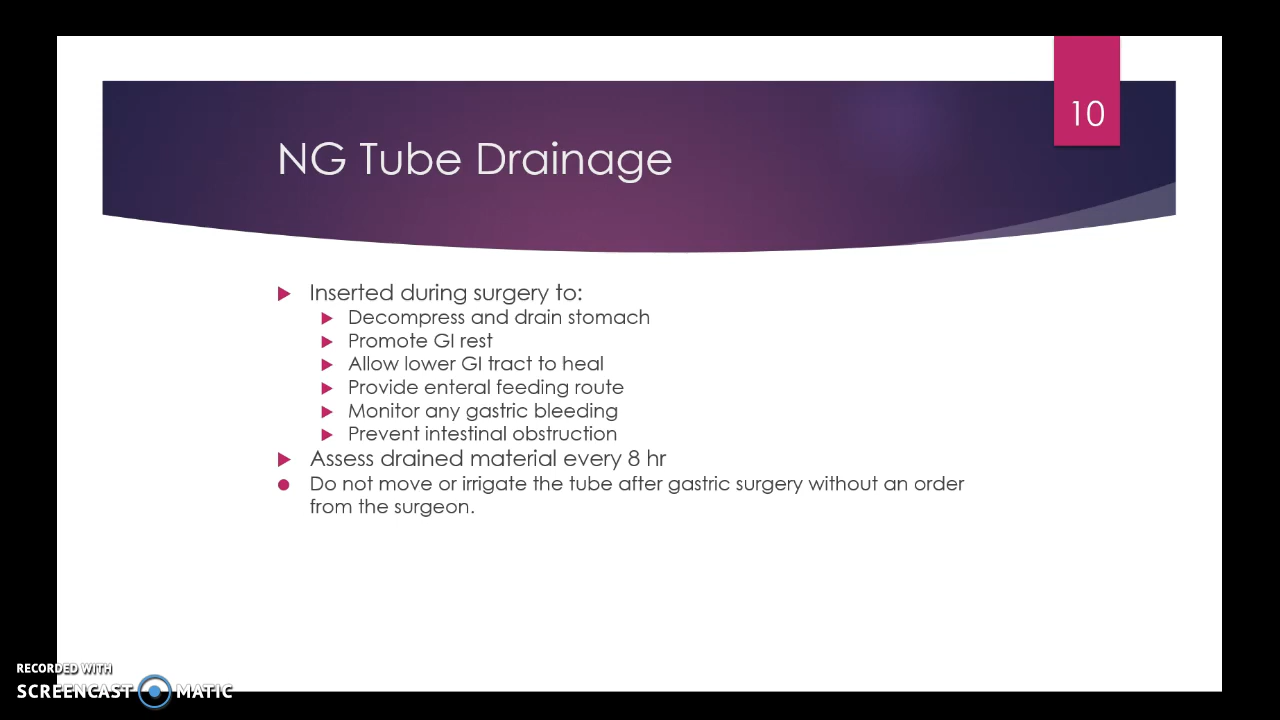 10
NG Tube Drainage
Inserted during surgery to:
Decompress and drain stomach
Promote GI rest
Allow lower GI tract to heal
Provide enteral feeding route
Monitor any gastric bleeding
Prevent intestinal obstruction
Assess drained material every 8 hr
Do not move or irrigate the tube after gastric surgery without an order
from the surgeon.
RECORDED WITH
SCREENCAST MATIC